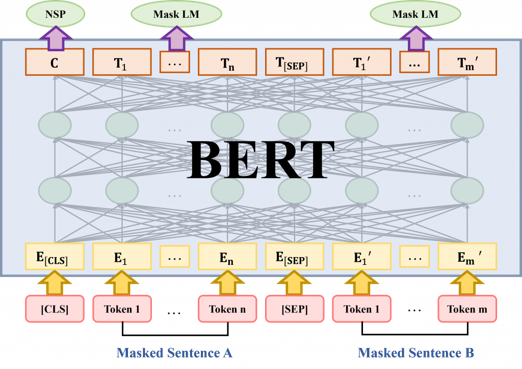 NSP Mask LM Mask LM
C T1 ... Tn T[SEP] T1′ ... Tm′
... ...
BERT
... ...
E[CLS] E1 ... En E[SEP] E1′ ... Em′
[CLS] Token 1 ... Token n [SEP] Token 1 ... Token m
Masked Sentence A Masked Sentence B